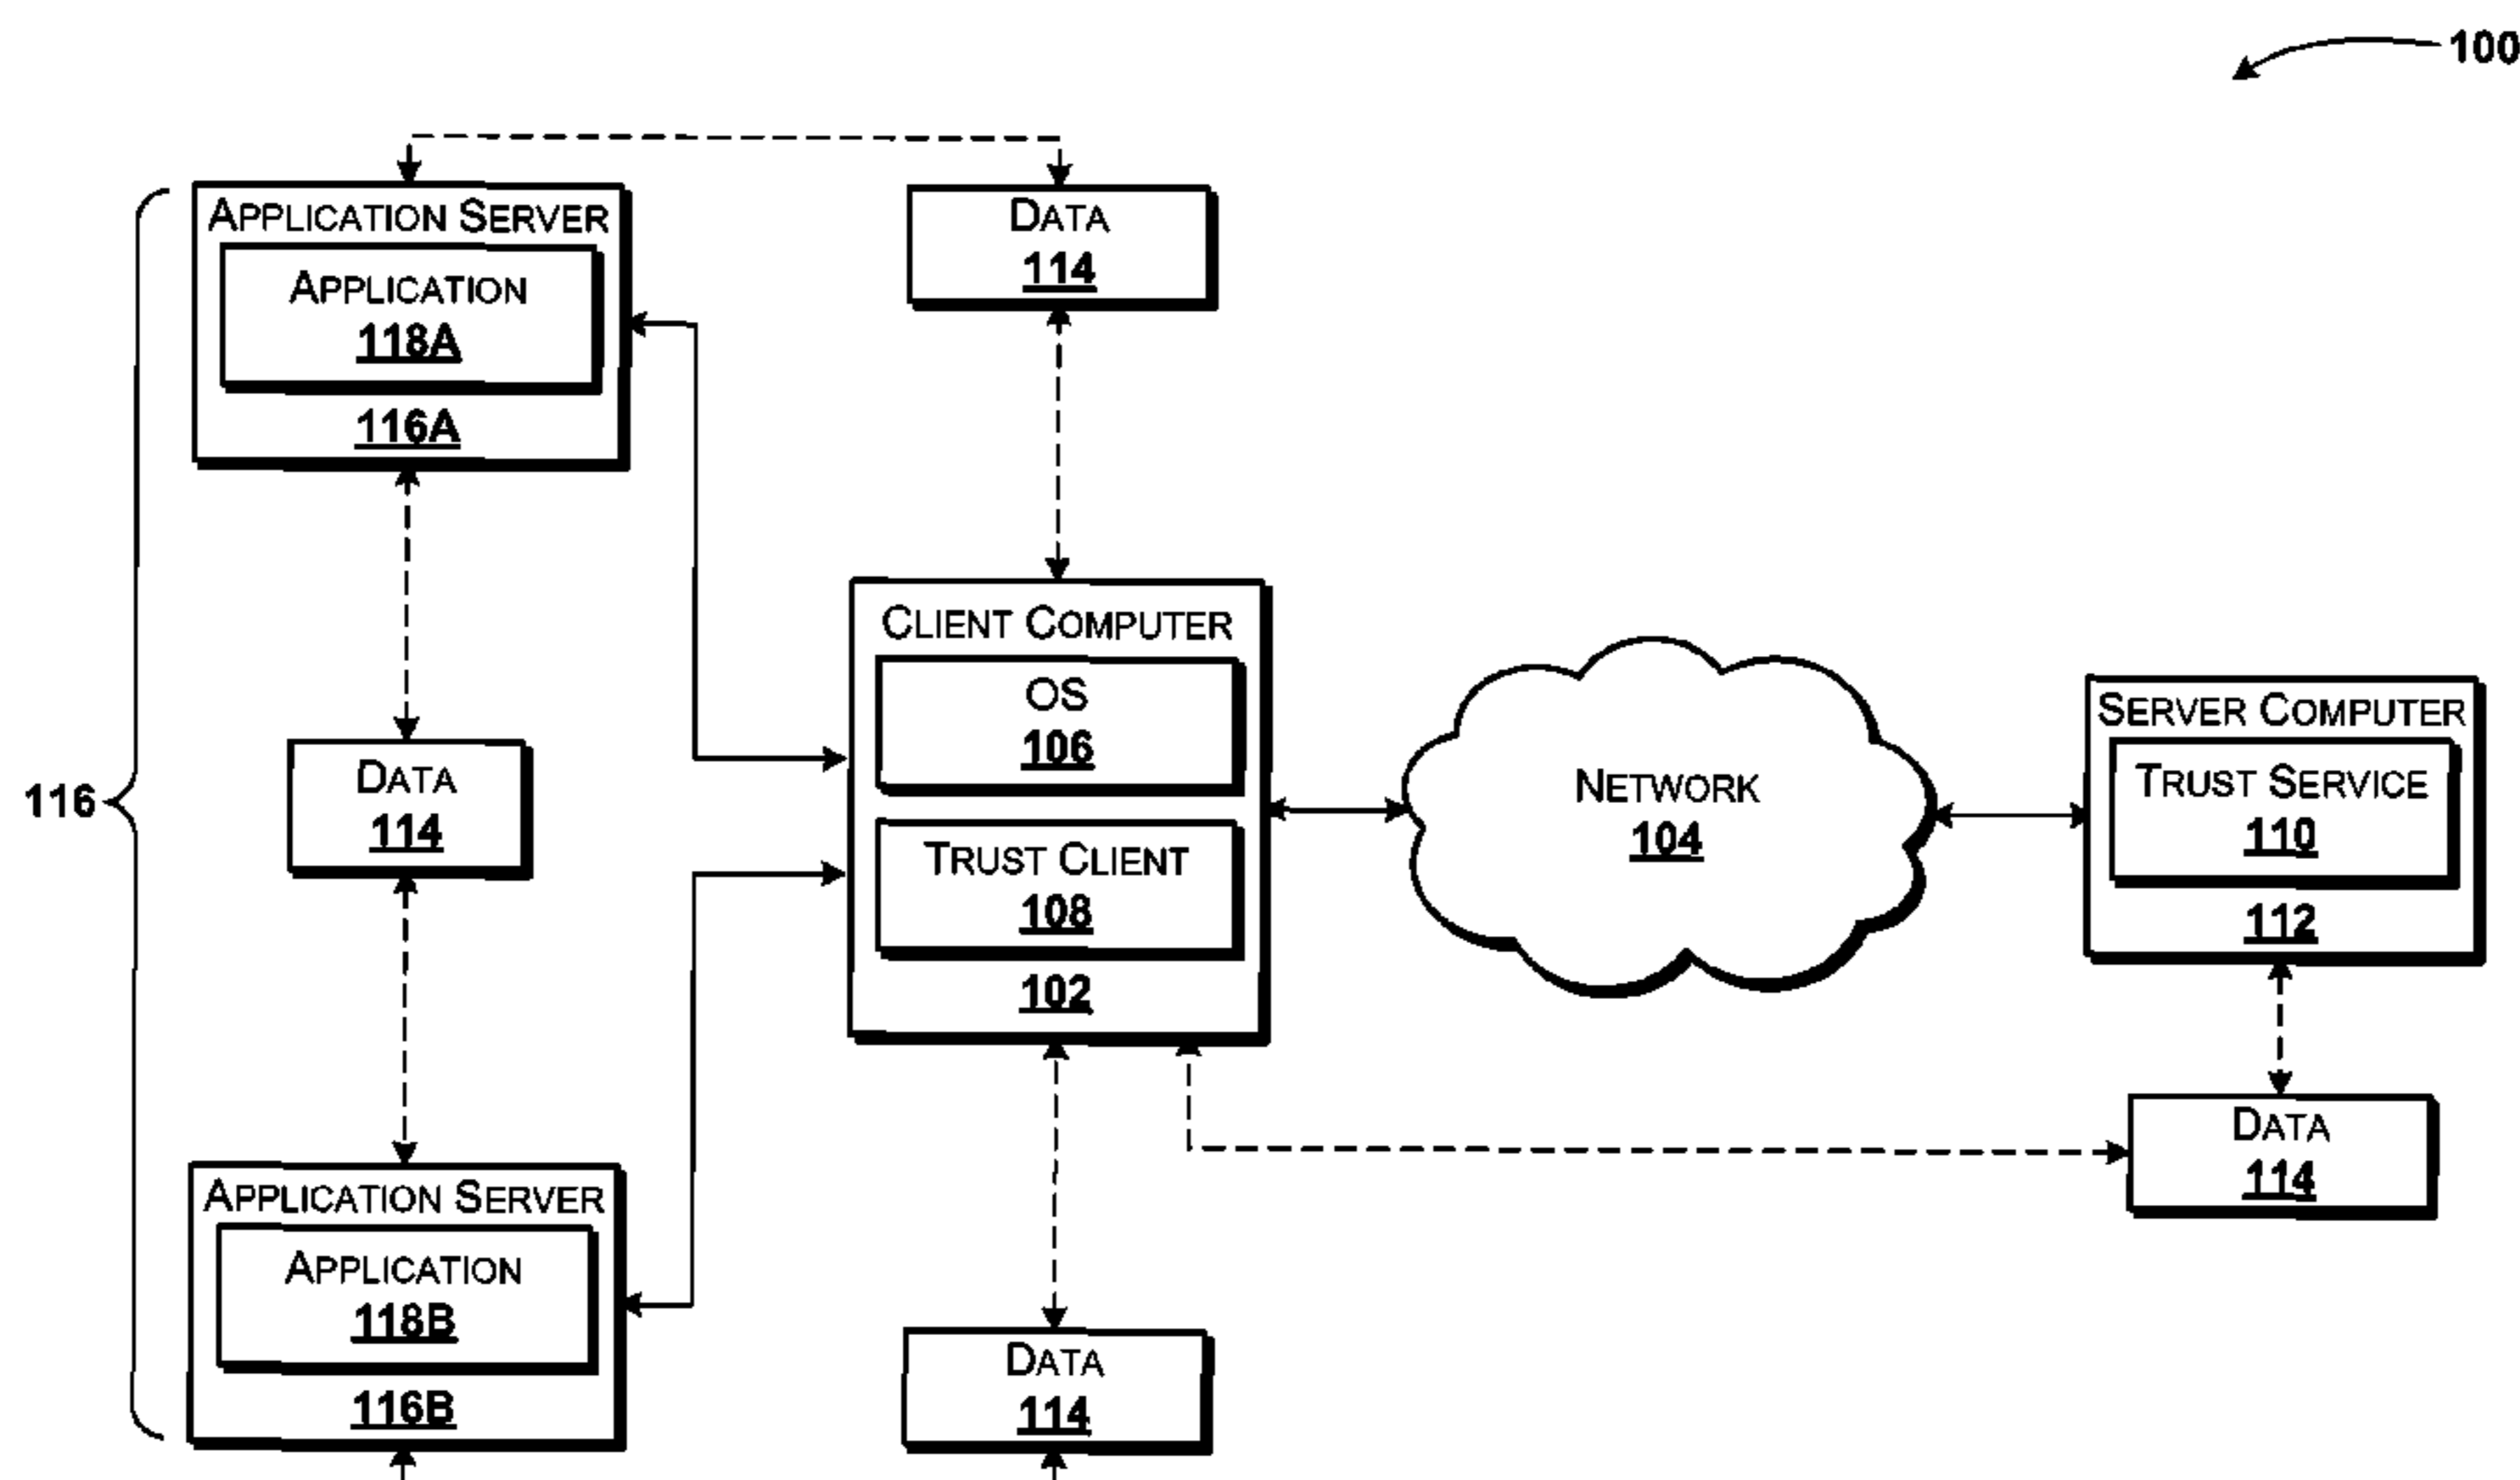 100
APPLICATION SERVER
APPLICATION
118A
116A
DATA
114
CLIENT COMPUTER
OS
106
TRUST CLIENT
108
102
NETWORK
104
SERVER COMPUTER
TRUST SERVICE
110
112
116
DATA
114
DATA
114
APPLICATION SERVER
APPLICATION
118B
116B
DATA
114